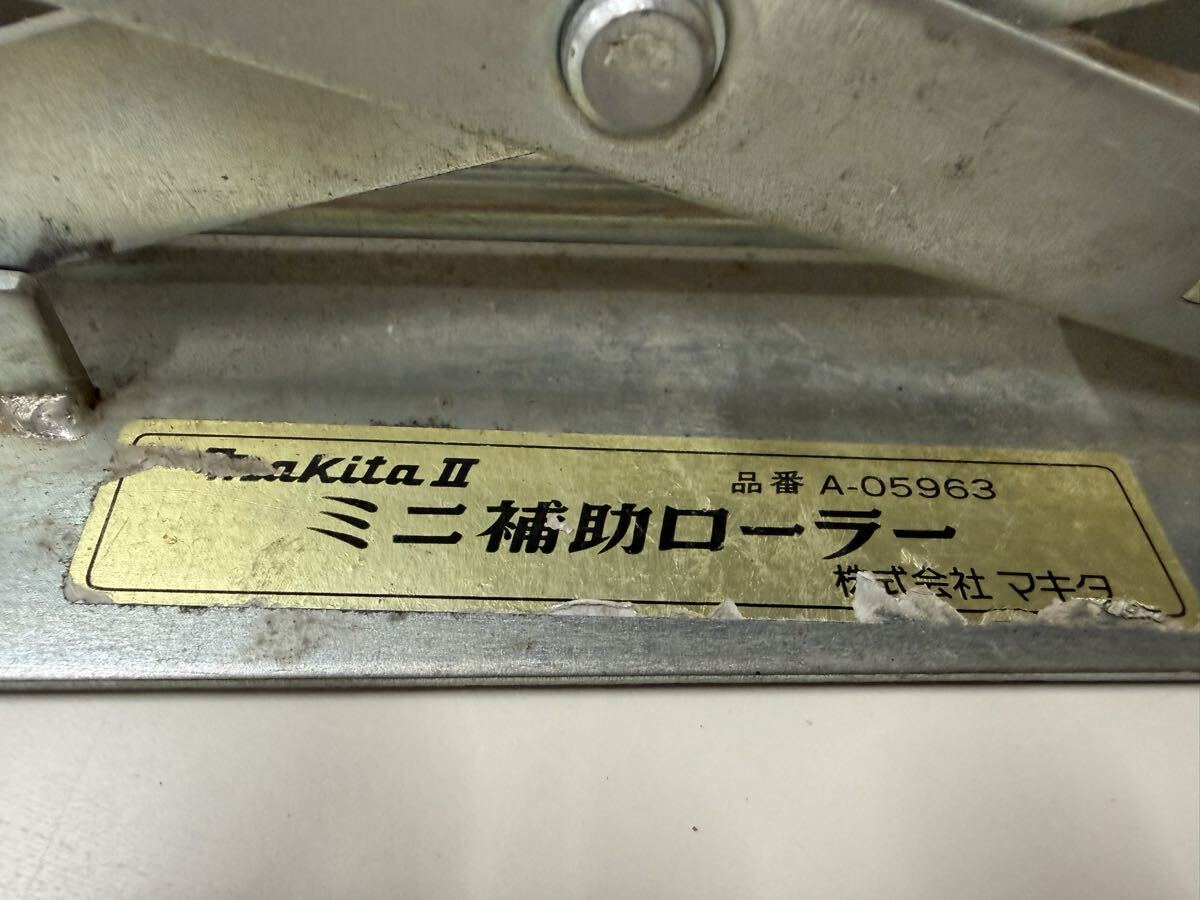 makita II
品番 A-05963
ミニ補助ローラー
株式会社 マキタ